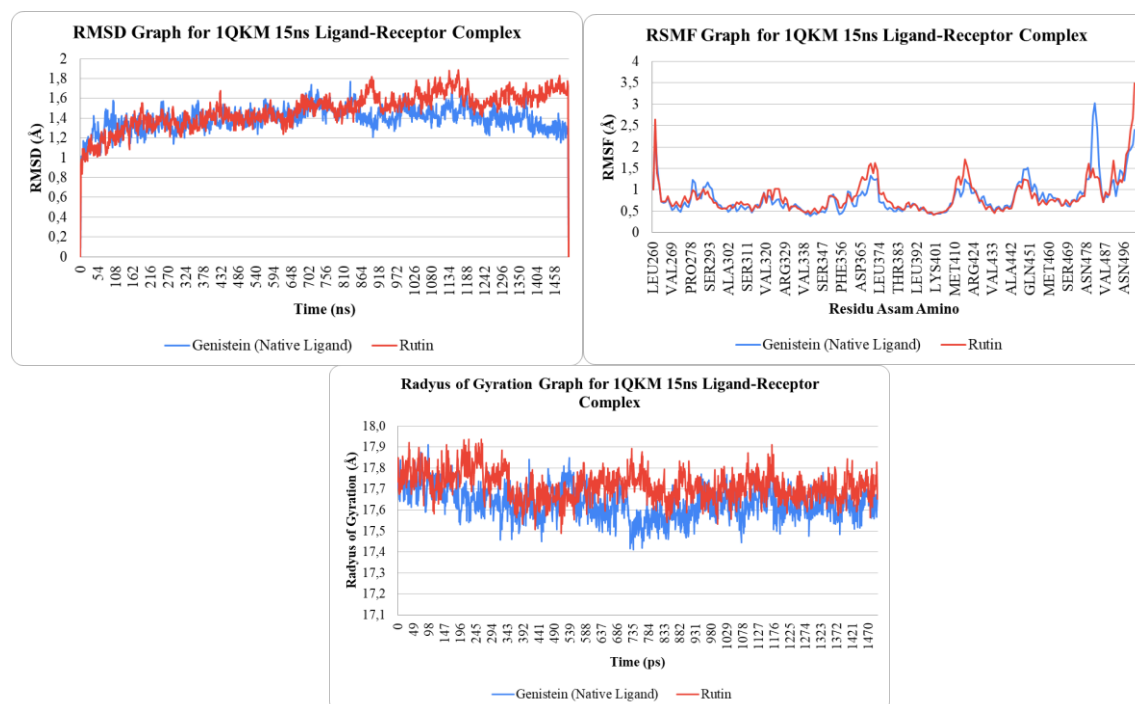 RMSD Graph for 1QKM 15ns Ligand-Receptor Complex
2
1,8
1,6
1,4
1,2
1
0,8
0,6
0,4
0,2
0
RMSD (Å)
0 54 108 162 216 270 324 378 432 486 540 594 648 702 756 810 864 918 972 1026 1080 1134 1188 1242 1296 1350 1404 1458
Time (ns)
Genistein (Native Ligand) Rutin
RSMF Graph for 1QKM 15ns Ligand-Receptor Complex
4
3,5
3
2,5
2
1,5
1
0,5
0
RMSF (Å)
LEU260 VAL269 PRO278 SER293 ALA302 SER311 VAL320 ARG329 VAL338 SER347 PHE356 ASP365 LEU374 THR383 LEU392 LYS401 MET410 ARG424 VAL433 ALA442 GLN451 MET460 SER469 ASN478 VAL487 ASN496
Residu Asam Amino
Genistein (Native Ligand) Rutin
Radyus of Gyration Graph for 1QKM 15ns Ligand-Receptor
Complex
18,0
17,9
17,8
17,7
17,6
17,5
17,4
17,3
17,2
17,1
Radyus of Gyration (Å)
0 49 98 147 196 245 294 343 392 441 490 539 588 637 686 735 784 833 882 931 980 1029 1078 1127 1176 1225 1274 1323 1372 1421 1470
Time (ps)
Genistein (Native Ligand) Rutin